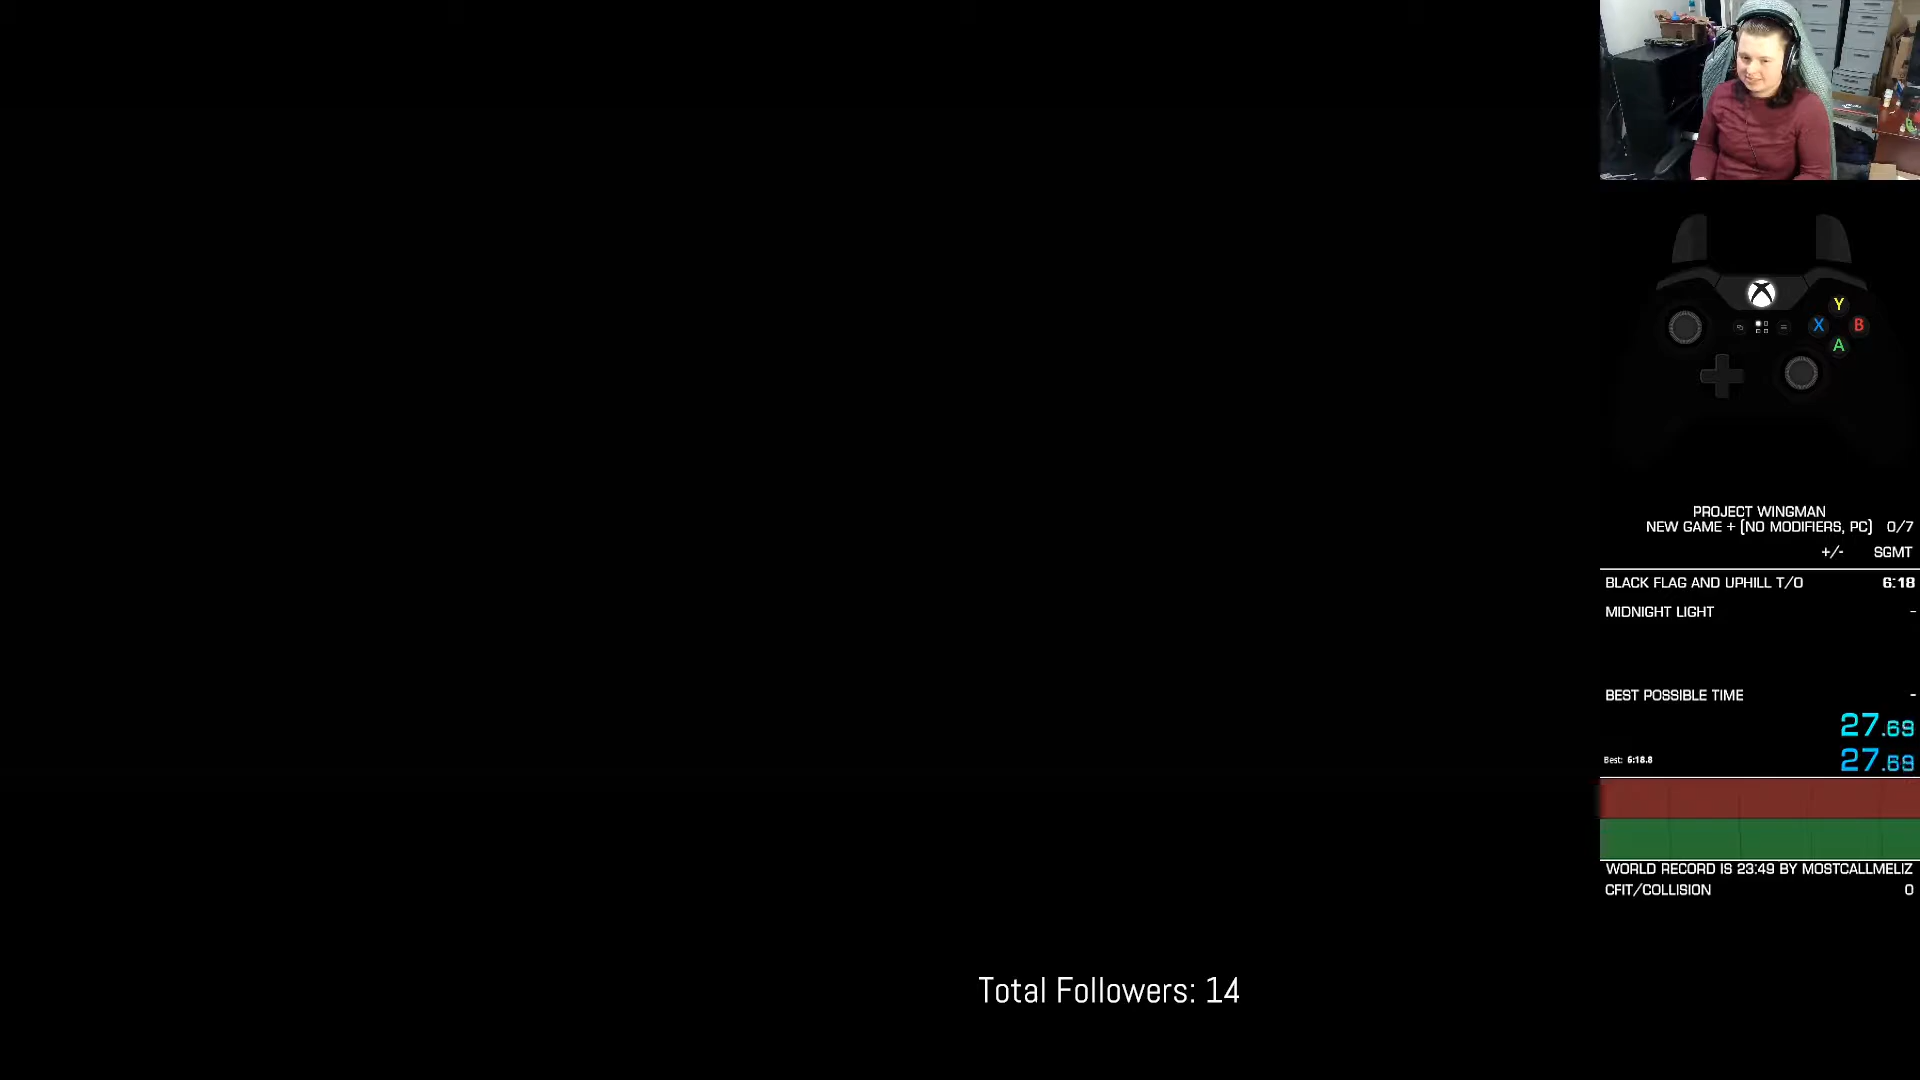 Y
X
B
A
PROJECT WINGMAN
NEW GAME + (NO MODIFIERS, PC) 0/7
+/- SGMT
BLACK FLAG AND UPHILL T/O 6:18
MIDNIGHT LIGHT -
BEST POSSIBLE TIME -
27.69
Best: 6:18.8 27.69
WORLD RECORD IS 23:49 BY MOSTCALLMELIZ
CFIT/COLLISION 0
Total Followers: 14